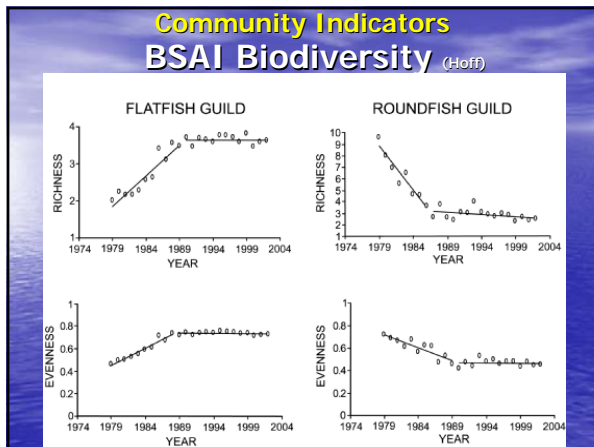 Community Indicators
BSAI Biodiversity (Hoff)
FLATFISH GUILD
4
3
2
1
RICHNESS
1974 1979 1984 1989 1994 1999 2004
YEAR
ROUNDFISH GUILD
10
9
8
7
6
5
4
3
2
1
RICHNESS
1974 1979 1984 1989 1994 1999 2004
YEAR
1
0.8
0.6
0.4
0.2
0
EVENNESS
1974 1979 1984 1989 1994 1999 2004
YEAR
1
0.8
0.6
0.4
0.2
0
EVENNESS
1974 1979 1984 1989 1994 1999 2004
YEAR